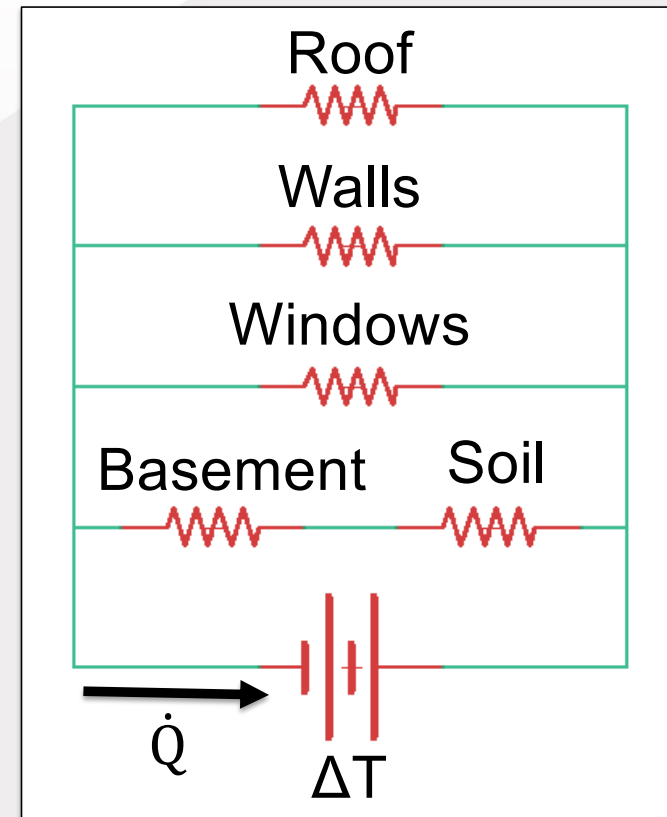 Roof
Walls
Windows
Basement Soil
Q̇
ΔT